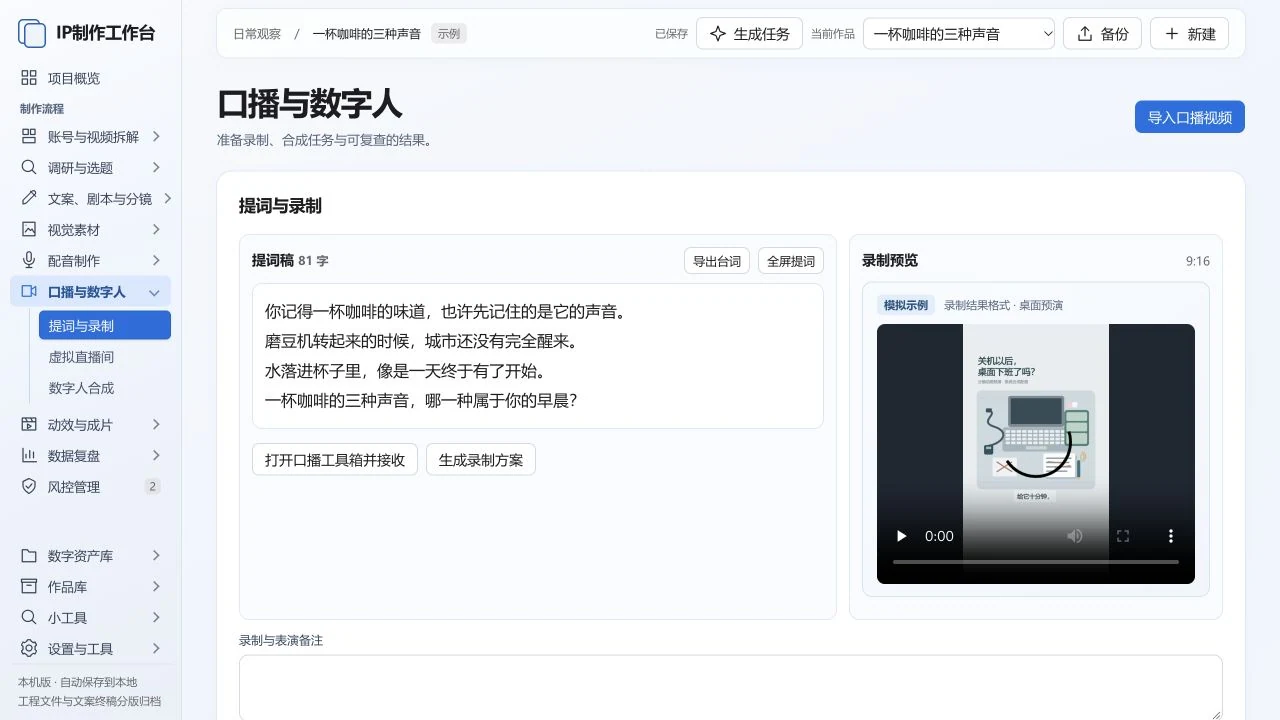 IP制作工作台
项目概览
制作流程
账号与视频拆解
调研与选题
文案、剧本与分镜
视觉素材
配音制作
口播与数字人
提词与录制
虚拟直播间
数字人合成
动效与成片
数据复盘
风控管理 2
数字资产库
作品库
小工具
设置与工具
本机版 · 自动保存到本地
工程文件与文案终稿分版归档
日常观察 / 一杯咖啡的三种声音 示例
已保存 生成任务 当前作品 一杯咖啡的三种声音 备份 新建
口播与数字人
准备录制、合成任务与可复查的结果。
导入口播视频
提词与录制
提词稿 81 字 导出台词 全屏提词
你记得一杯咖啡的味道，也许先记住的是它的声音。
磨豆机转起来的时候，城市还没有完全醒来。
水落进杯子里，像是一天终于有了开始。
一杯咖啡的三种声音，哪一种属于你的早晨？
打开口播工具箱并接收 生成录制方案
录制预览 9:16
模拟示例 录制结果格式 · 桌面预演
关机以后，
桌面下班了吗？
给它十分钟。
0:00
录制与表演备注